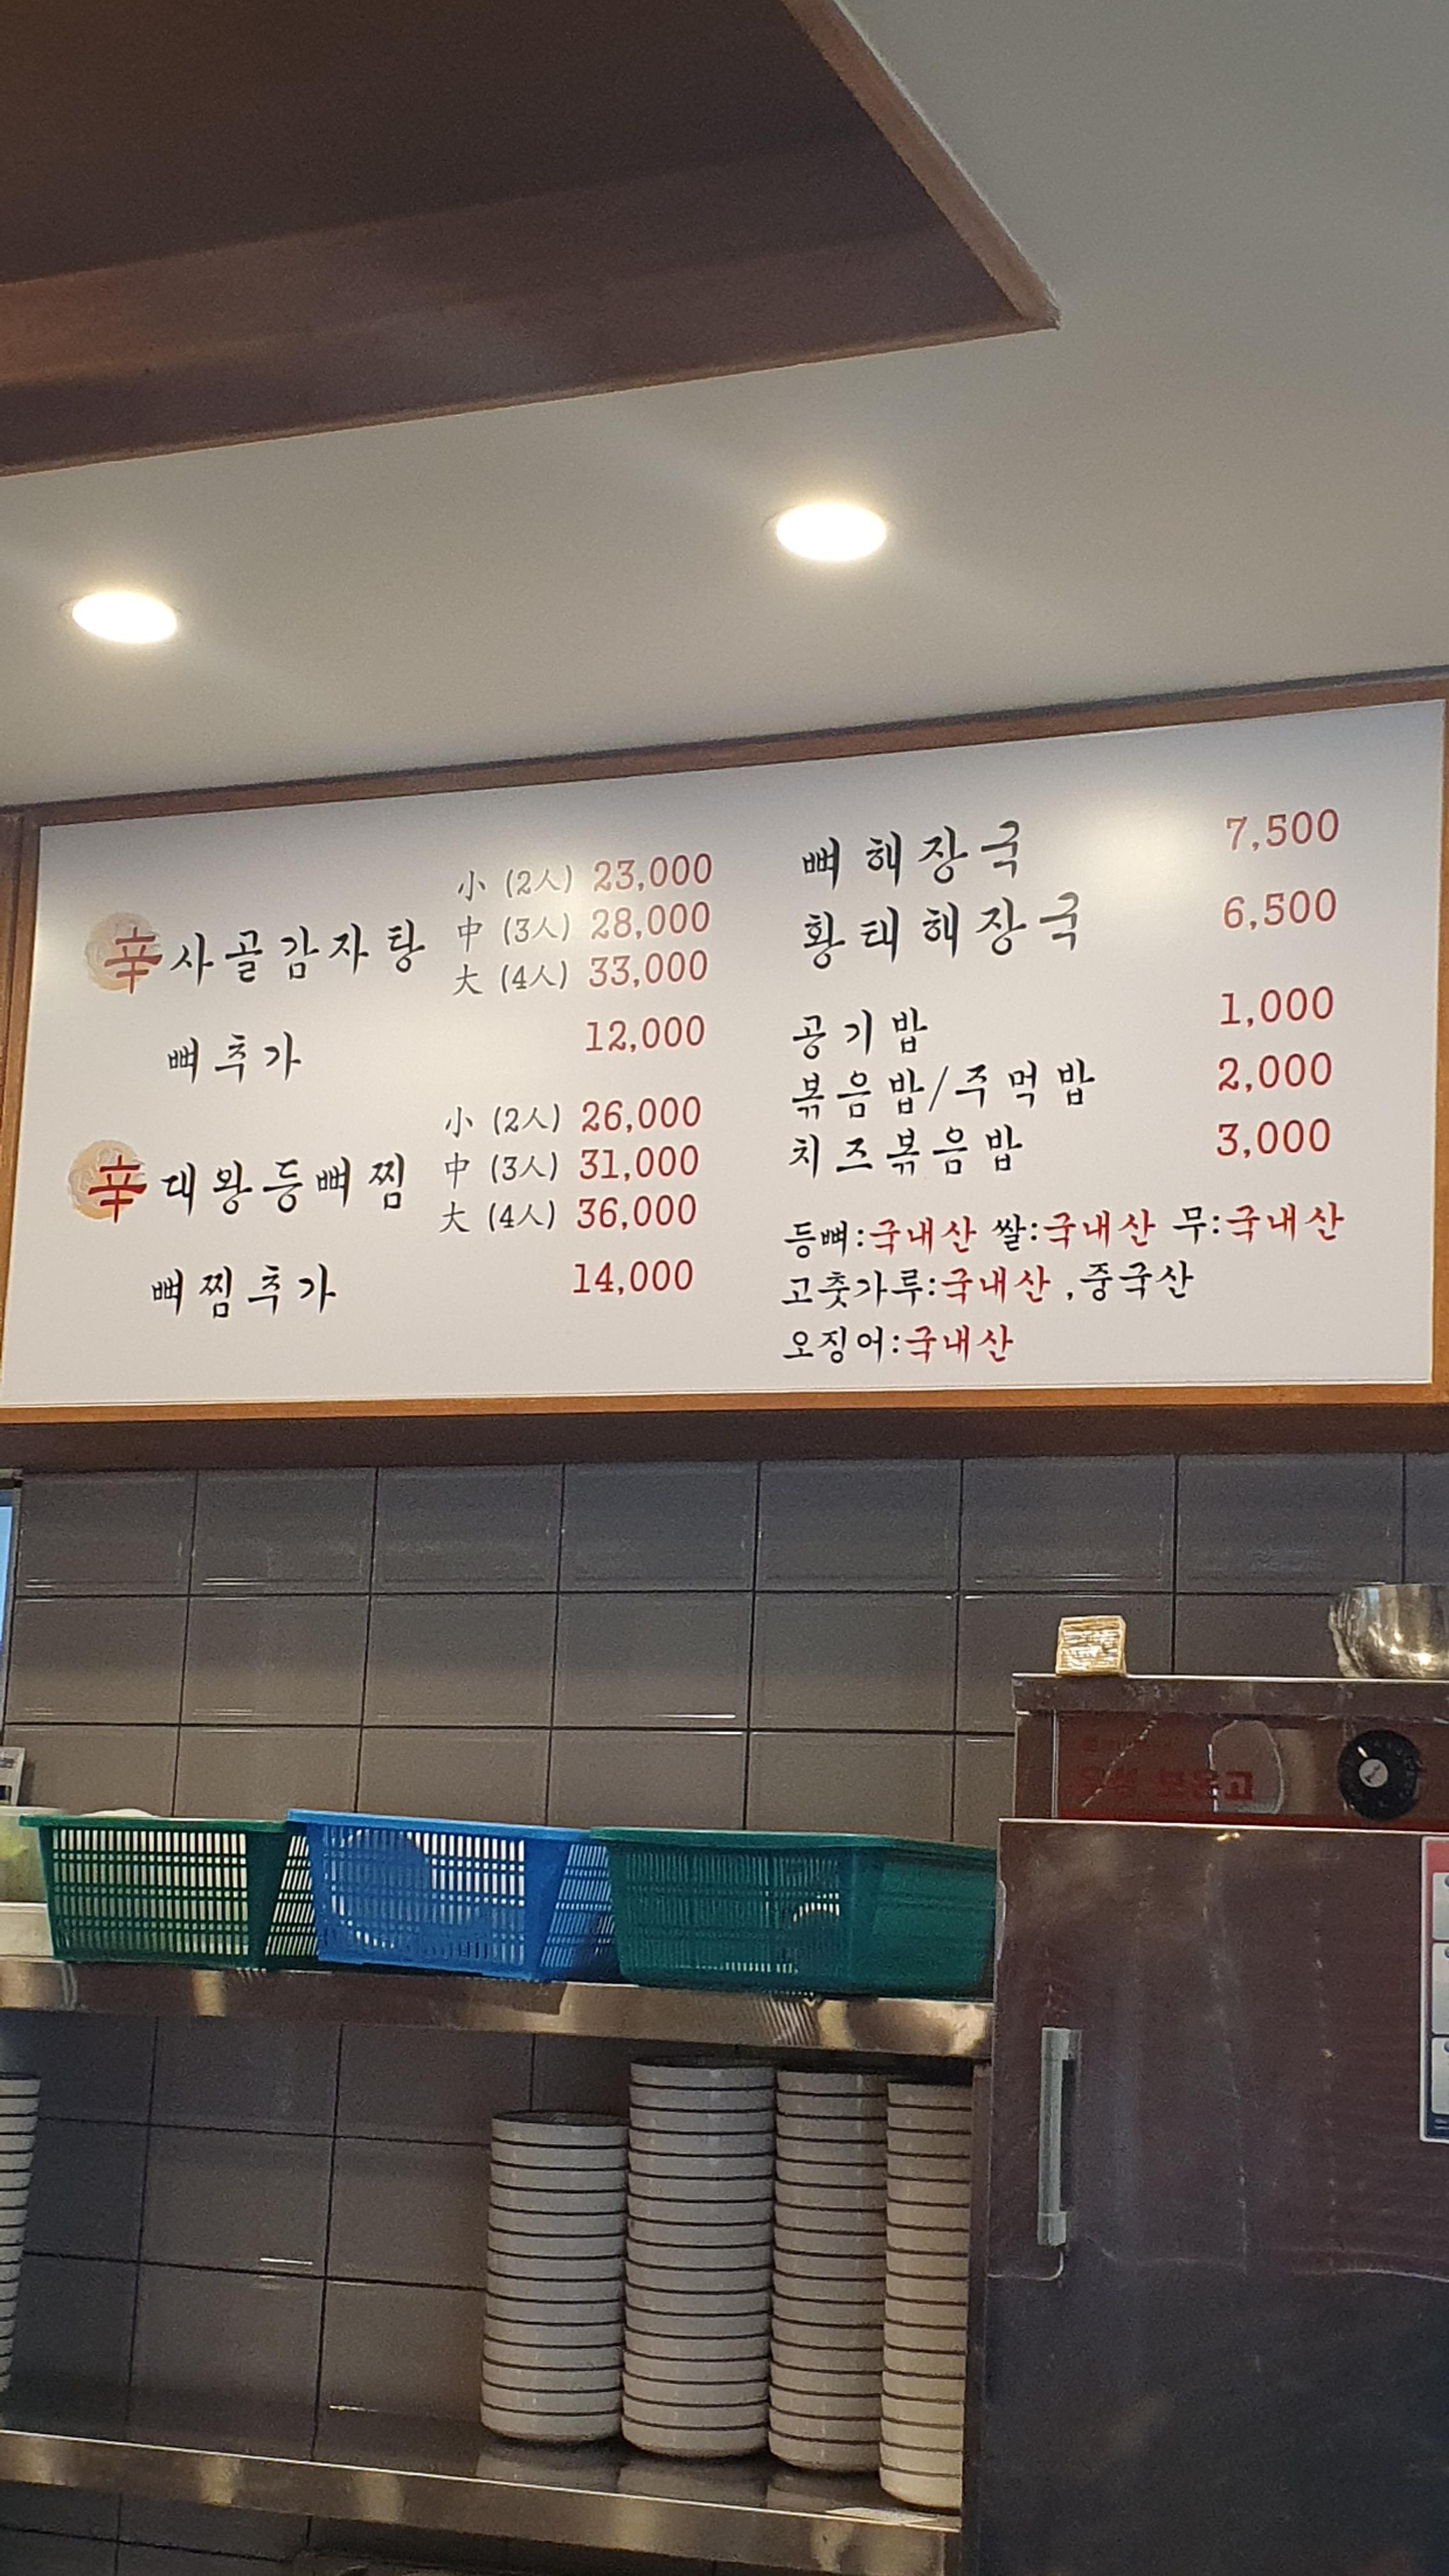 小 (2人) 23,000
辛사골감자탕 中 (3人) 28,000
大 (4人) 33,000
뼈추가 12,000
小 (2人) 26,000
辛대왕등뼈찜 中 (3人) 31,000
大 (4人) 36,000
뼈찜추가 14,000
뼈해장국 7,500
황태해장국 6,500
공기밥 1,000
볶음밥/주먹밥 2,000
치즈볶음밥 3,000
등뼈:국내산 쌀:국내산 무:국내산
고춧가루:국내산 ,중국산
오징어:국내산